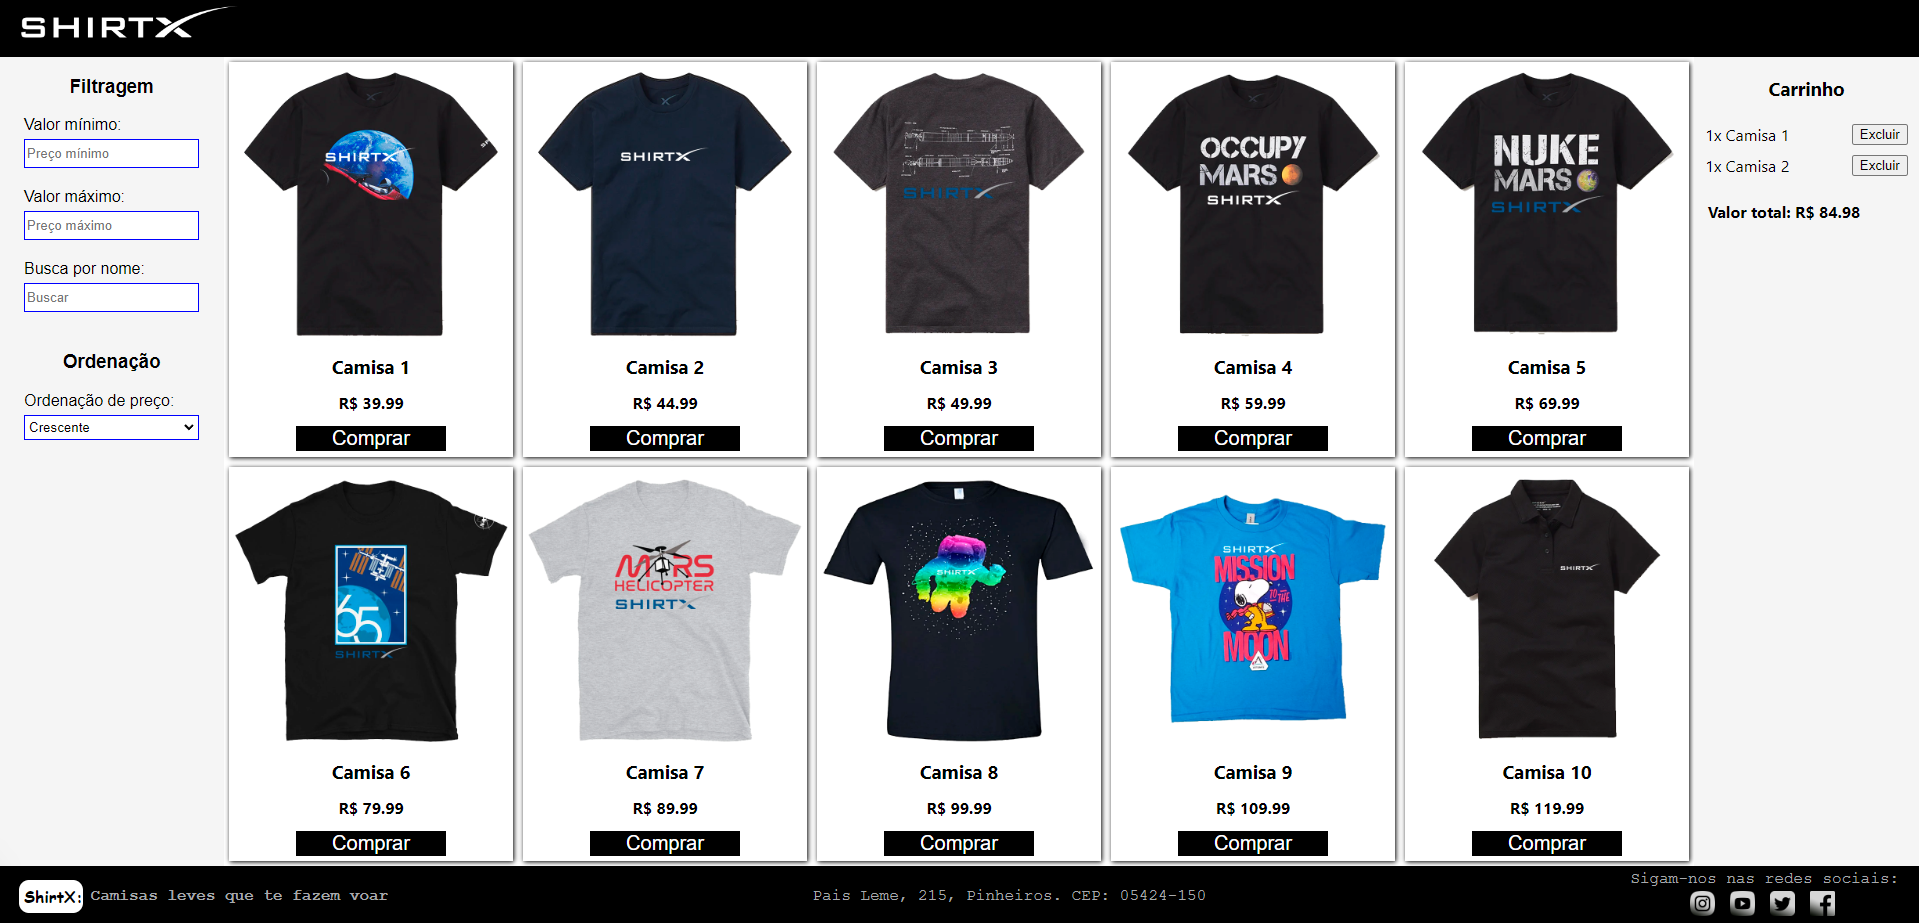 SHIRTX
Filtragem
Valor mínimo:
Preço mínimo
Valor máximo:
Preço máximo
Busca por nome:
Buscar
Ordenação
Ordenação de preço:
Crescente
SHIRTX
Camisa 1
R$ 39.99
Comprar
SHIRTX
Camisa 2
R$ 44.99
Comprar
SHIRTX
Camisa 3
R$ 49.99
Comprar
OCCUPY
MARS
SHIRTX
Camisa 4
R$ 59.99
Comprar
NUKE
MARS
SHIRTX
Camisa 5
R$ 69.99
Comprar
65
SHIRTX
Camisa 6
R$ 79.99
Comprar
MARS
HELICOPTER
SHIRTX
Camisa 7
R$ 89.99
Comprar
SHIRTX
Camisa 8
R$ 99.99
Comprar
SHIRTX
MISSION
TO THE
MOON
Camisa 9
R$ 109.99
Comprar
SHIRTX
Camisa 10
R$ 119.99
Comprar
Carrinho
1x Camisa 1 Excluir
1x Camisa 2 Excluir
Valor total: R$ 84.98
ShirtX: Camisas leves que te fazem voar
Pais Leme, 215, Pinheiros. CEP: 05424-150
Sigam-nos nas redes sociais: